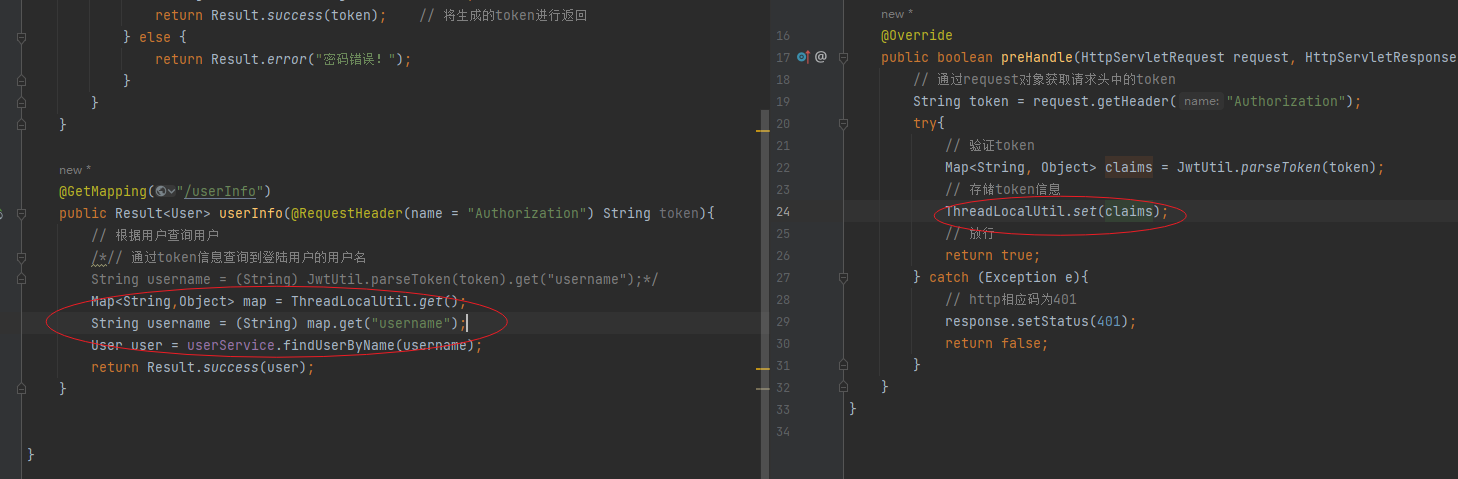 return Result.success(token);    // 将生成的token进行返回
} else {
return Result.error("密码错误！");
}
}
}
new *
@GetMapping("/userInfo")
public Result<User> userInfo(@RequestHeader(name = "Authorization") String token){
// 根据用户查询用户
/*// 通过token信息查询到登陆用户的用户名
String username = (String) JwtUtil.parseToken(token).get("username");*/
Map<String,Object> map = ThreadLocalUtil.get();
String username = (String) map.get("username");
User user = userService.findUserByName(username);
return Result.success(user);
}
}
new *
16 @Override
17 @ public boolean preHandle(HttpServletRequest request, HttpServletResponse
18 // 通过request对象获取请求头中的token
19 String token = request.getHeader( name: "Authorization");
20 try{
21 // 验证token
22 Map<String, Object> claims = JwtUtil.parseToken(token);
23 // 存储token信息
24 ThreadLocalUtil.set(claims);
25 // 放行
26 return true;
27 } catch (Exception e){
28 // http相应码为401
29 response.setStatus(401);
30 return false;
31 }
32 }
33 }
34